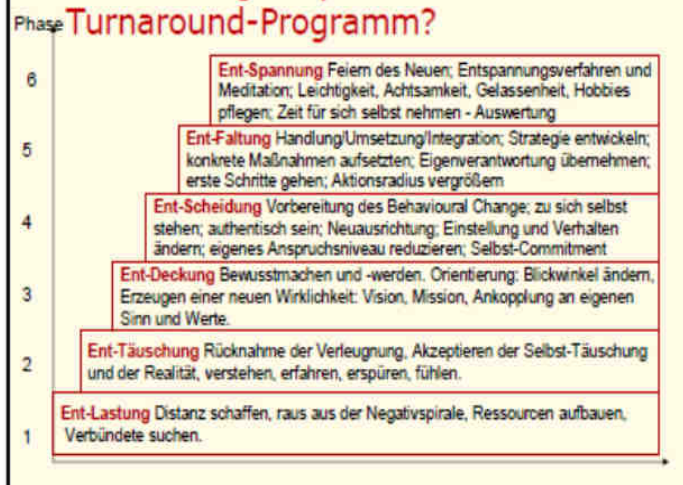 Phase Turnaround-Programm?
6
Ent-Spannung Feiern des Neuen; Entspannungsverfahren und
Meditation; Leichtigkeit, Achtsamkeit, Gelassenheit, Hobbies
pflegen; Zeit für sich selbst nehmen - Auswertung
5
Ent-Faltung Handlung/Umsetzung/Integration; Strategie entwickeln;
konkrete Maßnahmen aufsetzten; Eigenverantwortung übernehmen;
erste Schritte gehen; Aktionsradius vergrößern
4
Ent-Scheidung Vorbereitung des Behavioural Change; zu sich selbst
stehen; authentisch sein; Neuausrichtung; Einstellung und Verhalten
ändern; eigenes Anspruchsniveau reduzieren; Selbst-Commitment
3
Ent-Deckung Bewusstmachen und -werden. Orientierung: Blickwinkel ändern,
Erzeugen einer neuen Wirklichkeit: Vision, Mission, Ankopplung an eigenen
Sinn und Werte.
2
Ent-Täuschung Rücknahme der Verleugnung, Akzeptieren der Selbst-Täuschung
und der Realität, verstehen, erfahren, erspüren, fühlen.
1
Ent-Lastung Distanz schaffen, raus aus der Negativspirale, Ressourcen aufbauen,
Verbündete suchen.